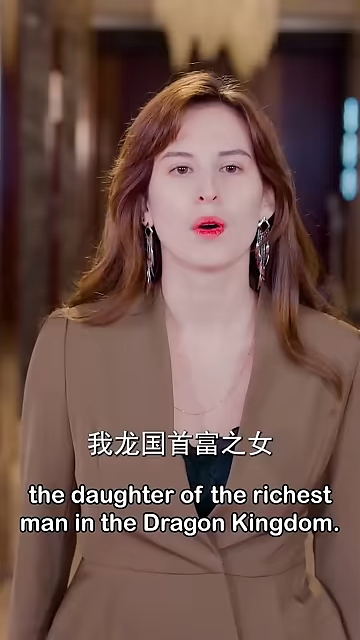 我龙国首富之女
the daughter of the richest
man in the Dragon Kingdom.